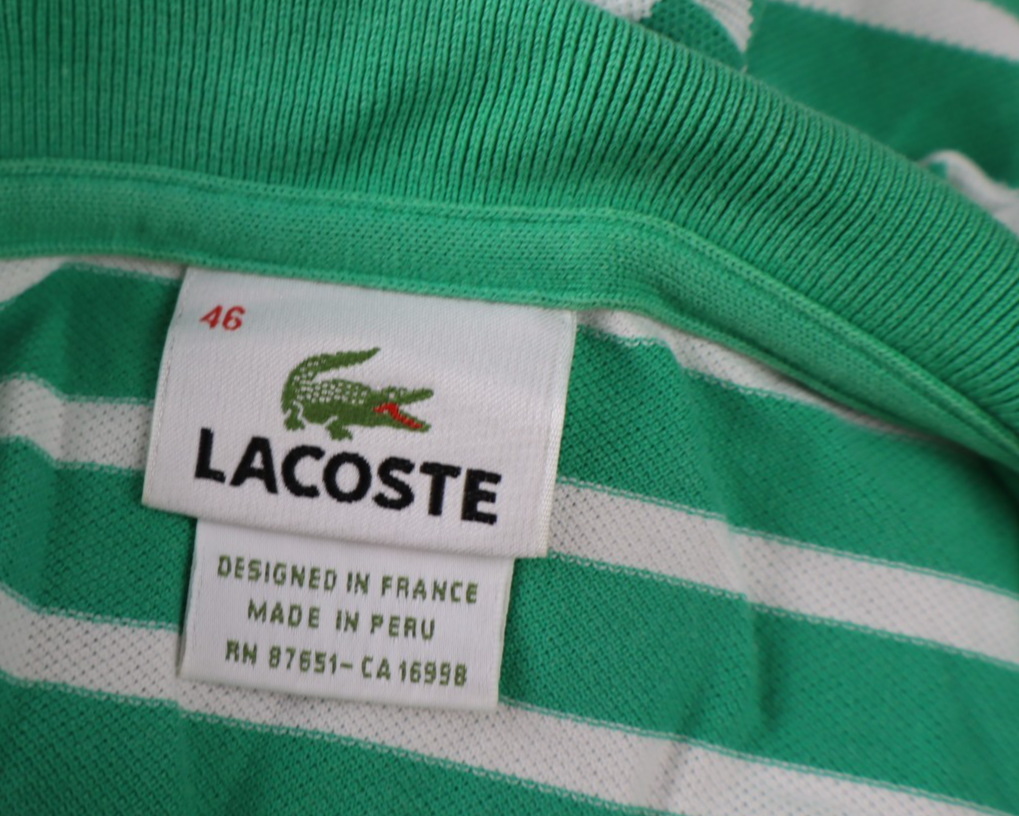 46
LACOSTE
DESIGNED IN FRANCE
MADE IN PERU
RN 87651-CA 16998